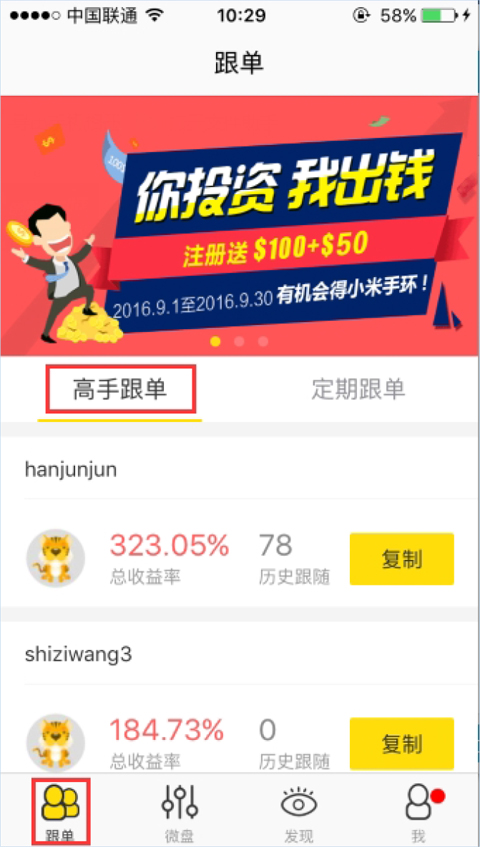 中国联通 10:29 58%
跟单
100$
你投资 我出钱
注册送 $100+$50
2016.9.1至2016.9.30 有机会得小米手环！
高手跟单 定期跟单
hanjunjun
323.05% 78 复制
总收益率 历史跟随
shiziwang3
184.73% 0 复制
总收益率 历史跟随
跟单 微盘 发现 我